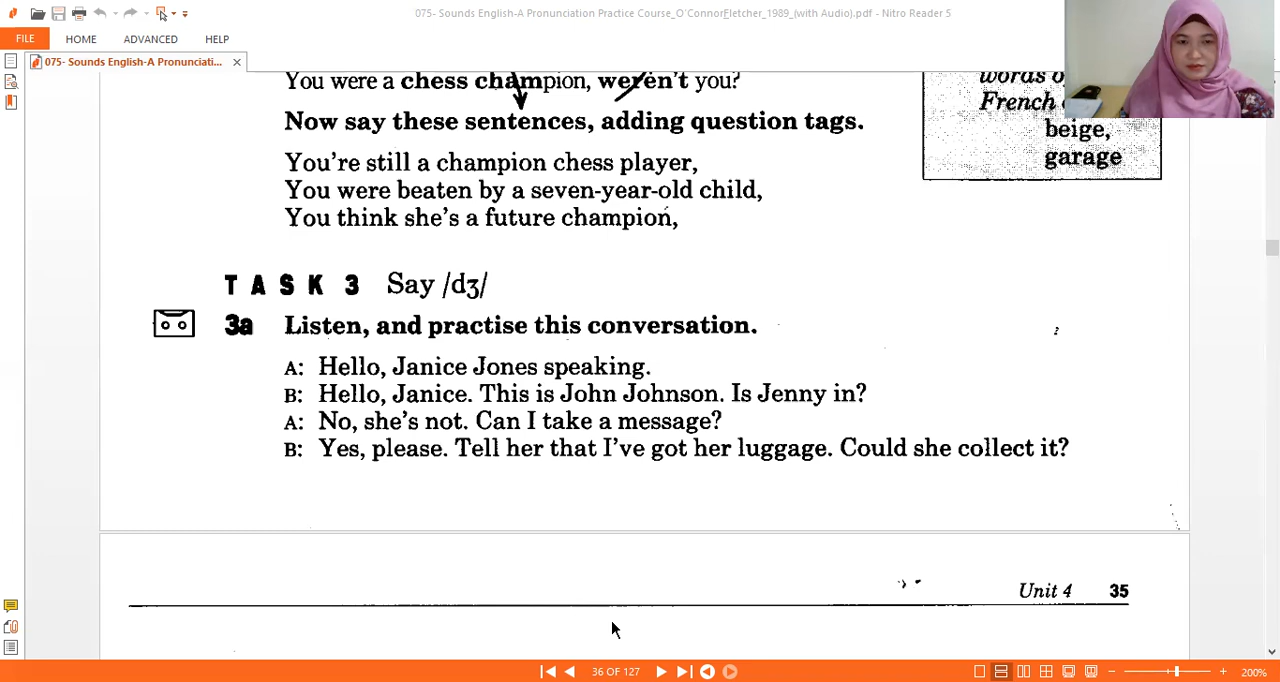 075- Sounds English-A Pronunciation Practice Course_O'ConnorFletcher_1989_(with Audio).pdf - Nitro Reader 5
FILE HOME ADVANCED HELP
075- Sounds English-A Pronunciati...
You were a chess champion, weren't you?
Now say these sentences, adding question tags.
You're still a champion chess player,
You were beaten by a seven-year-old child,
You think she's a future champion,
words o
French
beige,
garage
TASK 3 Say /dʒ/
3a Listen, and practise this conversation.
A: Hello, Janice Jones speaking.
B: Hello, Janice. This is John Johnson. Is Jenny in?
A: No, she's not. Can I take a message?
B: Yes, please. Tell her that I've got her luggage. Could she collect it?
Unit 4 35
36 OF 127
200%